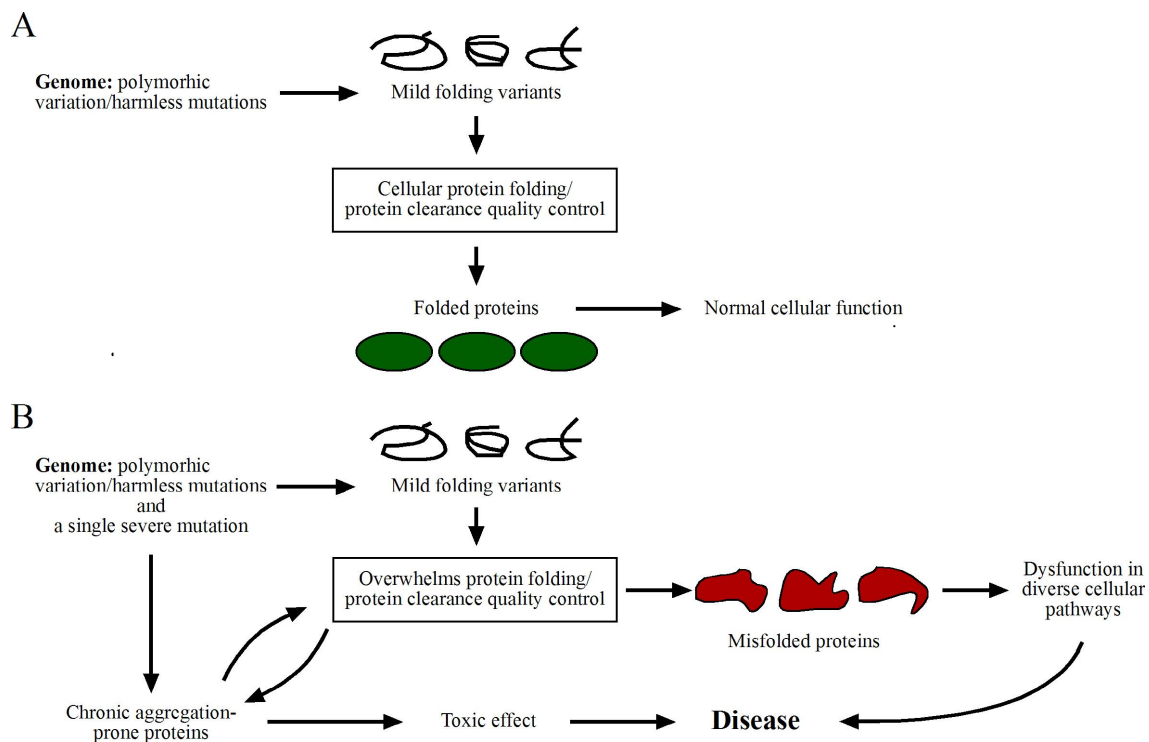 A
Genome: polymorhic
variation/harmless mutations
Mild folding variants
Cellular protein folding/
protein clearance quality control
Folded proteins
Normal cellular function
B
Genome: polymorhic
variation/harmless mutations
and
a single severe mutation
Mild folding variants
Overwhelms protein folding/
protein clearance quality control
Misfolded proteins
Dysfunction in
diverse cellular
pathways
Chronic aggrgation-
prone proteins
Toxic effect
Disease